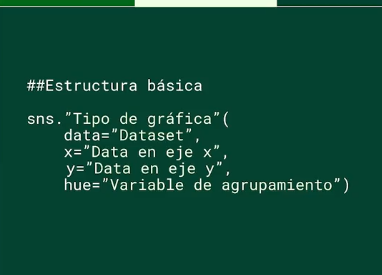 ##Estructura básica
sns.”Tipo de gráfica”(
data=”Dataset”,
x=”Data en eje x”,
y=”Data en eje y”,
hue=”Variable de agrupamiento”)